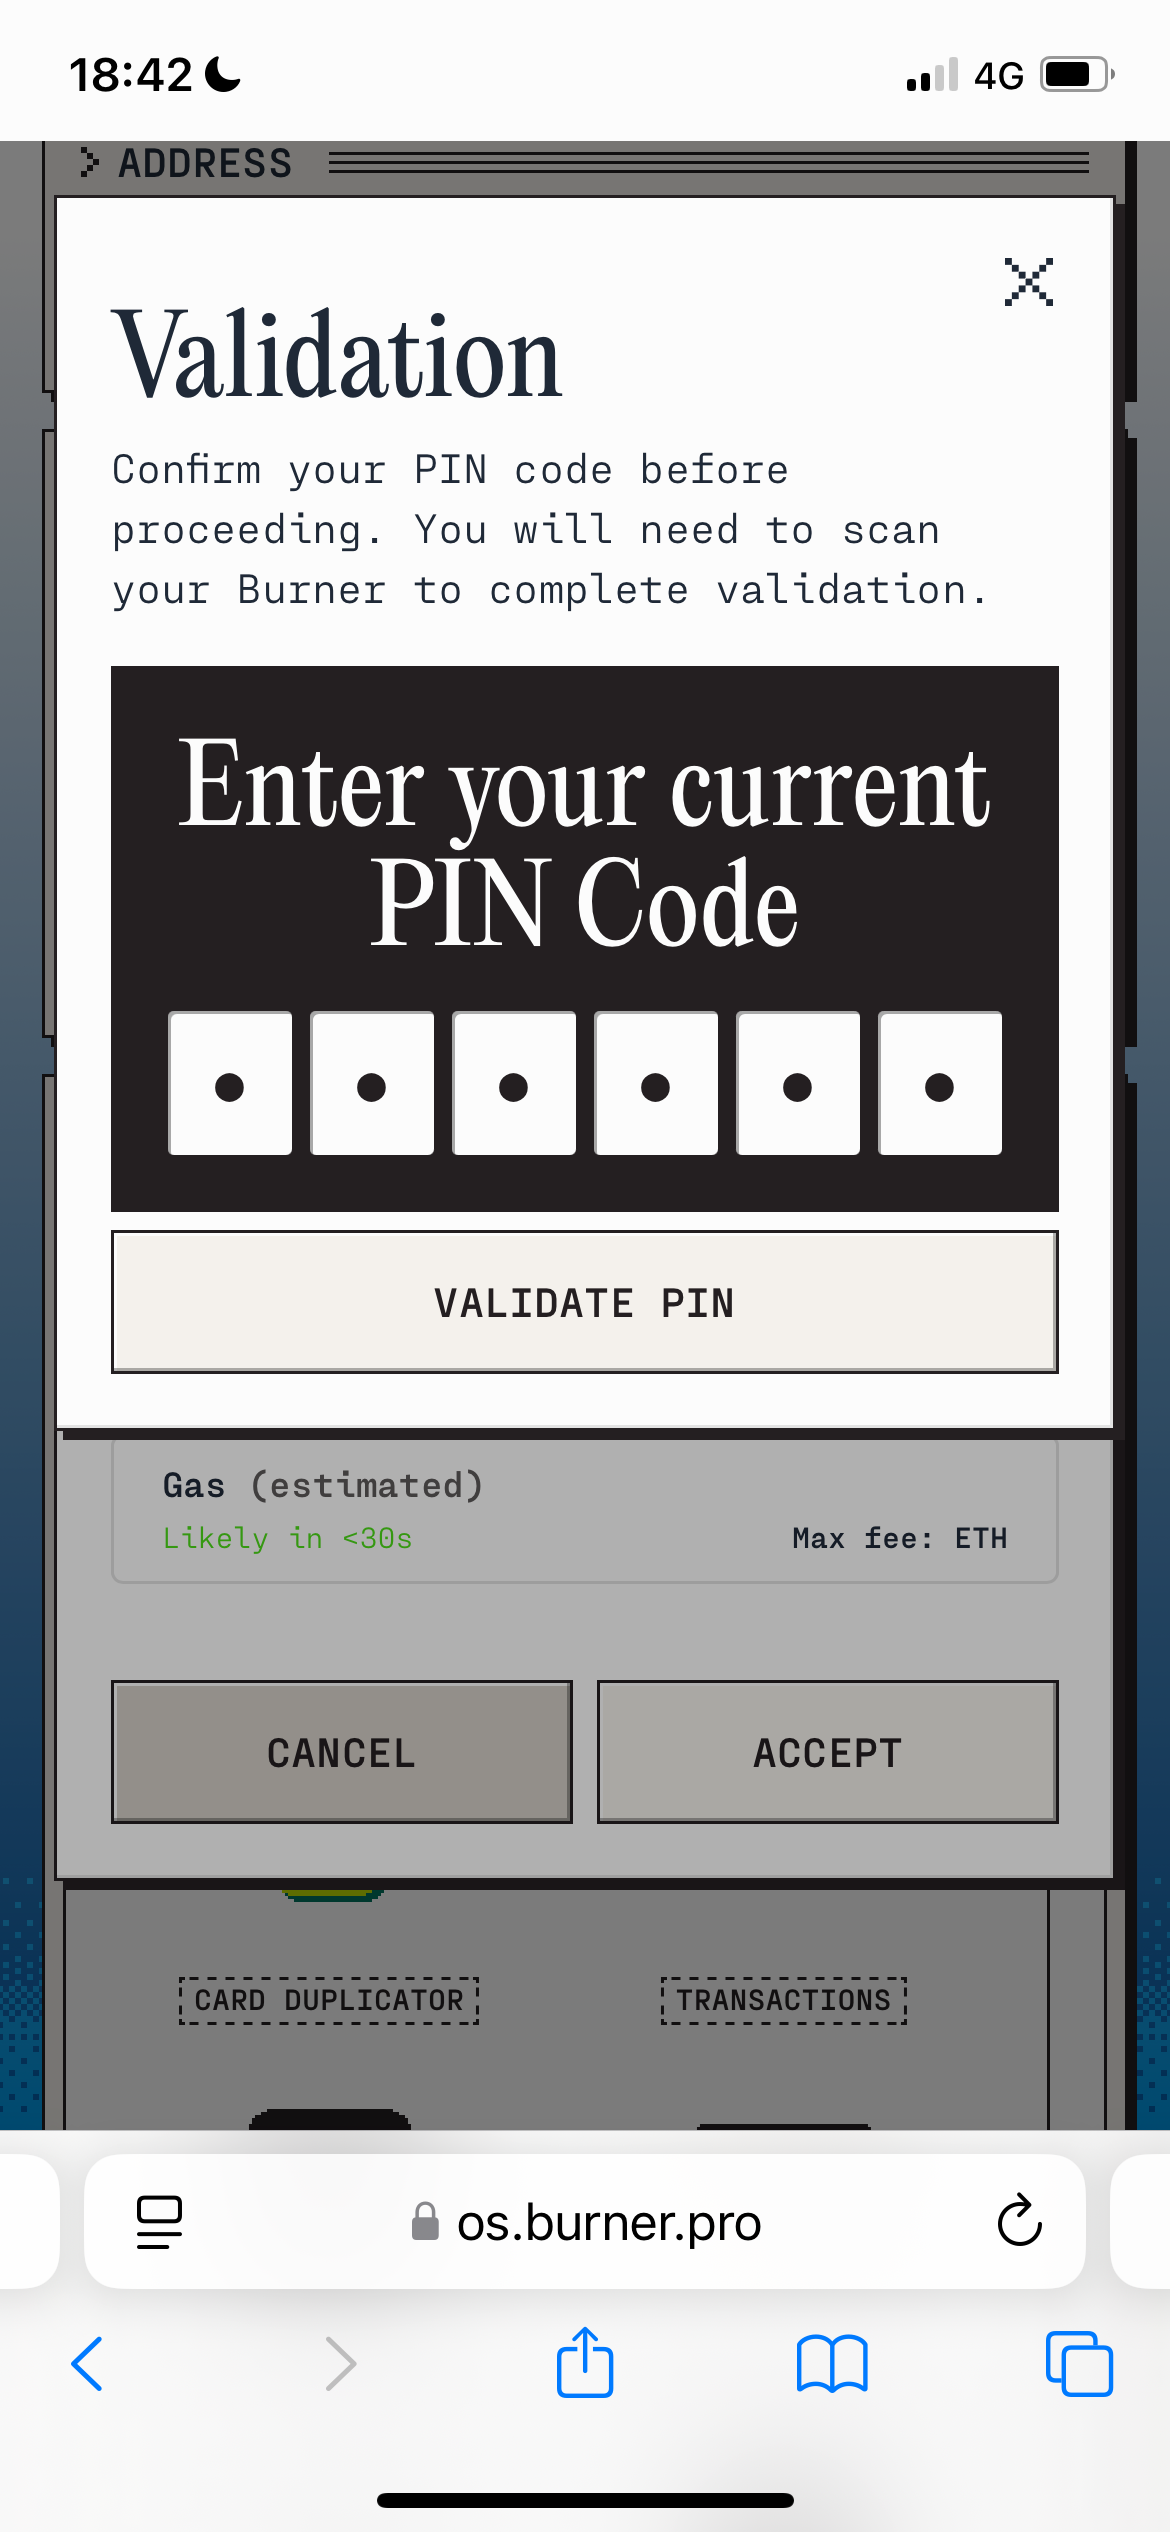 18:42
4G
ADDRESS
Validation
Confirm your PIN code before
proceeding. You will need to scan
your Burner to complete validation.
Enter your current
PIN Code
VALIDATE PIN
Gas (estimated)
Likely in <30s
Max fee: ETH
CANCEL
ACCEPT
CARD DUPLICATOR
TRANSACTIONS
os.burner.pro